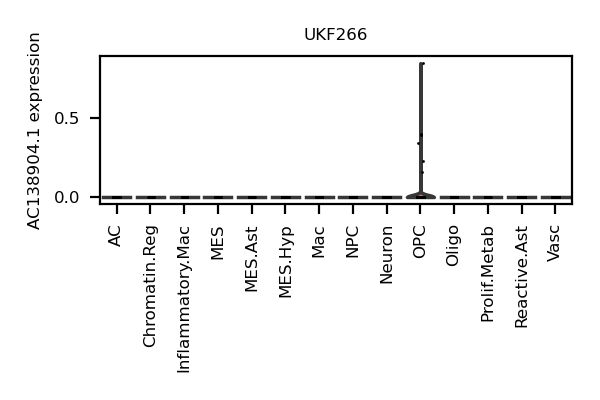 UKF266
AC138904.1 expression
0.5
0.0
AC
Chromatin.Reg
Inflammatory.Mac
MES
MES.Ast
MES.Hyp
Mac
NPC
Neuron
OPC
Oligo
Prolif.Metab
Reactive.Ast
Vasc